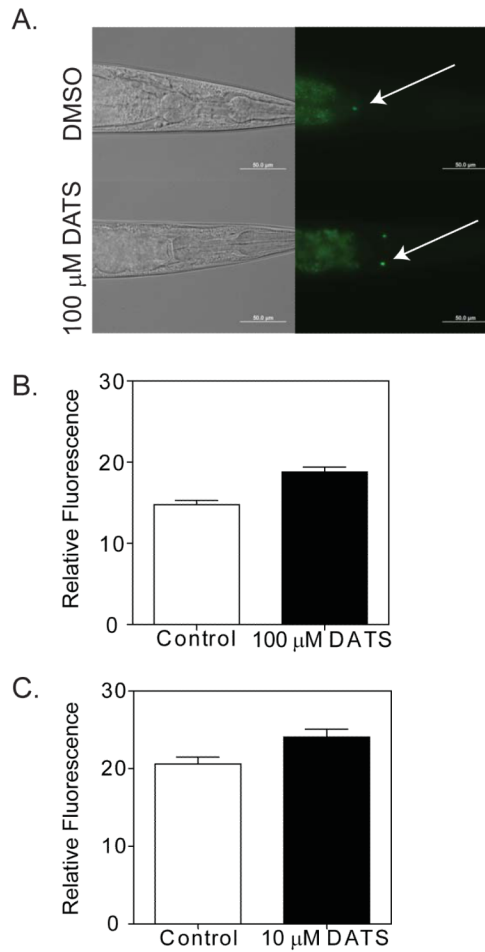 A.
DMSO
50.0 µm
50.0 µm
100 μM DATS
50.0 µm
50.0 µm
B.
Relative Fluorescence
30
20
10
0
Control
100 μM DATS
C.
Relative Fluorescence
30
20
10
0
Control
10 μM DATS